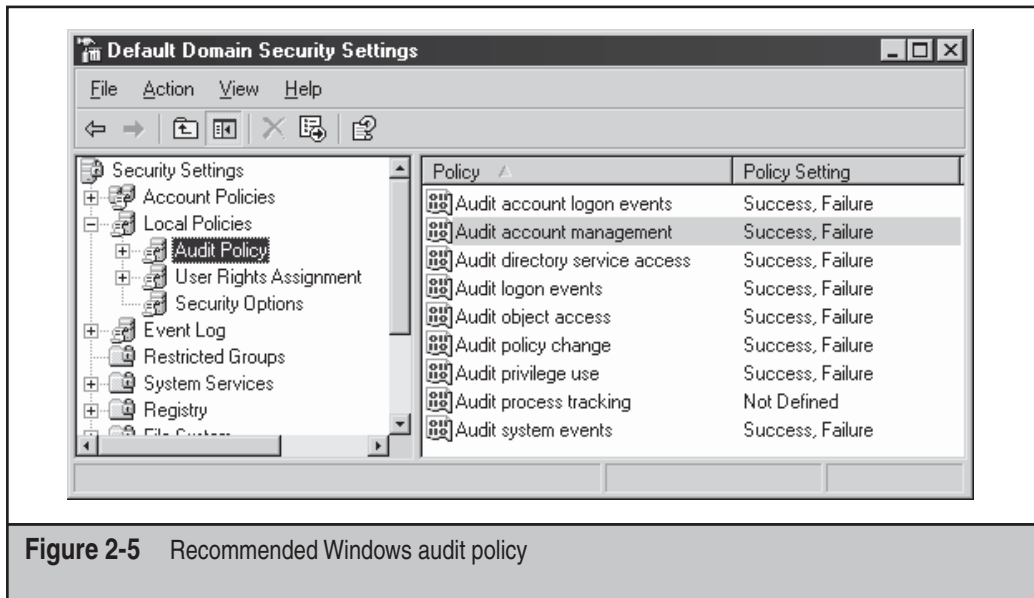 Default Domain Security Settings
File Action View Help
Security Settings
Account Policies
Local Policies
Audit Policy
User Rights Assignment
Security Options
Event Log
Restricted Groups
System Services
Registry
File System
Policy Policy Setting
Audit account logon events Success, Failure
Audit account management Success, Failure
Audit directory service access Success, Failure
Audit logon events Success, Failure
Audit object access Success, Failure
Audit policy change Success, Failure
Audit privilege use Success, Failure
Audit process tracking Not Defined
Audit system events Success, Failure
Figure 2-5 Recommended Windows audit policy